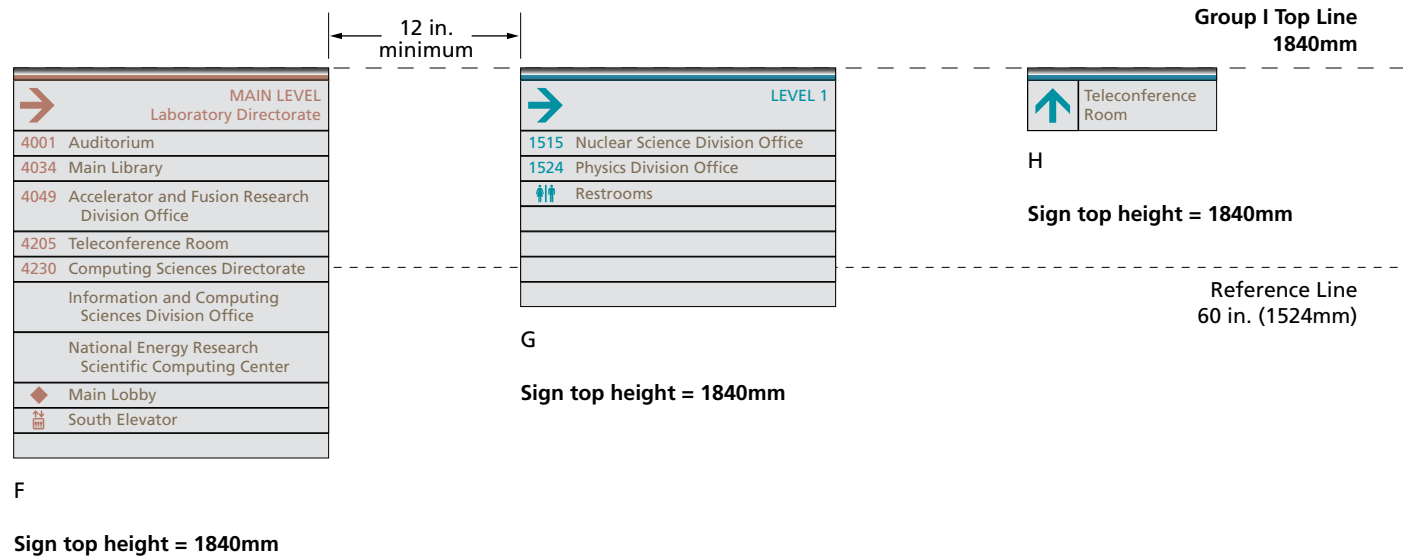 12 in.
minimum
Group I Top Line
1840mm
MAIN LEVEL
Laboratory Directorate
4001 Auditorium
4034 Main Library
4049 Accelerator and Fusion Research
Division Office
4205 Teleconference Room
4230 Computing Sciences Directorate
Information and Computing
Sciences Division Office
National Energy Research
Scientific Computing Center
Main Lobby
South Elevator
F
Sign top height = 1840mm
LEVEL 1
1515 Nuclear Science Division Office
1524 Physics Division Office
Restrooms
G
Sign top height = 1840mm
Teleconference
Room
H
Sign top height = 1840mm
Reference Line
60 in. (1524mm)